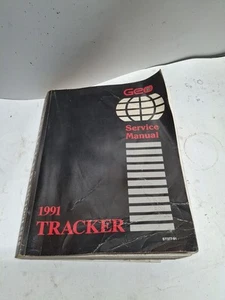 Geo
Service
Manual
1991
TRACKER